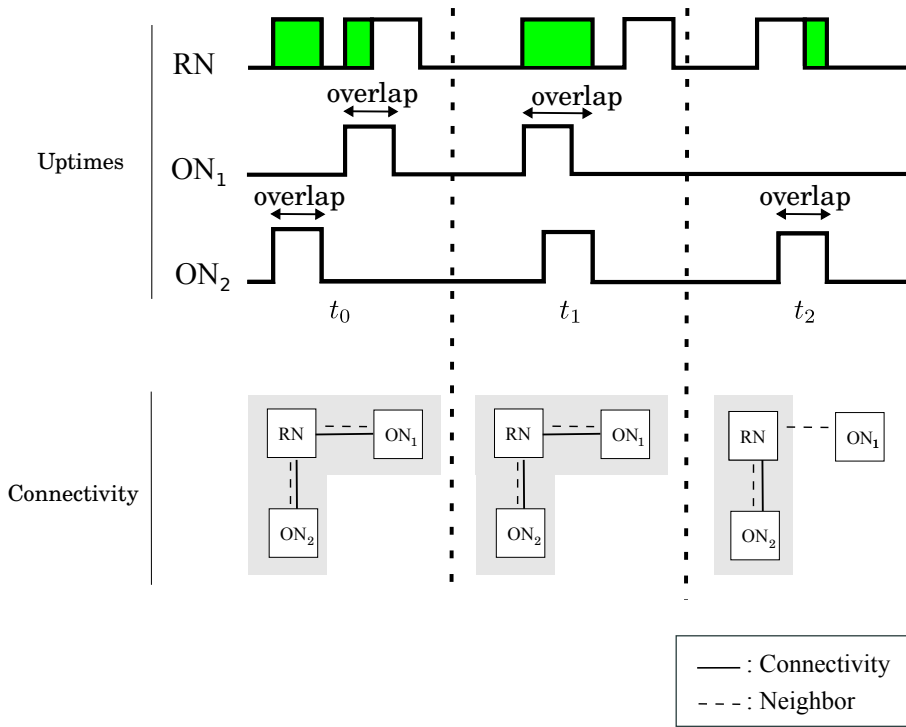 RN
overlap
overlap
Uptimes
ON1
overlap
overlap
ON2
t0
t1
t2
RN
ON1
RN
ON1
RN
ON1
Connectivity
ON2
ON2
ON2
: Connectivity
: Neighbor